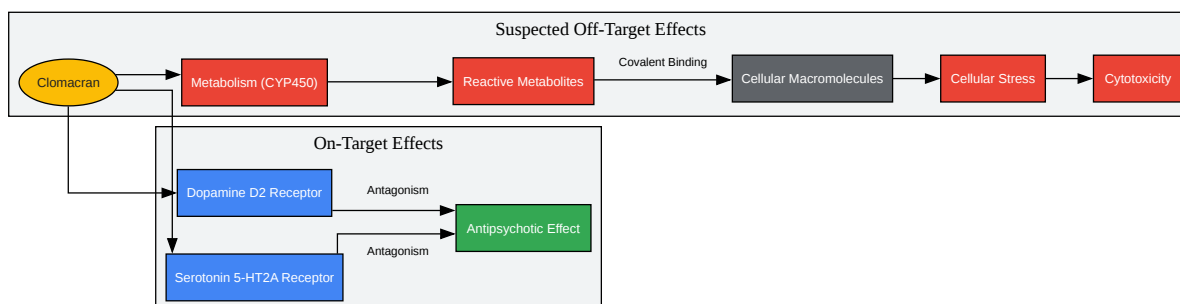 Suspected Off-Target Effects
Clomacran
Metabolism (CYP450)
Reactive Metabolites
Covalent Binding
Cellular Macromolecules
Cellular Stress
Cytotoxicity
On-Target Effects
Dopamine D2 Receptor
Antagonism
Antipsychotic Effect
Antagonism
Serotonin 5-HT2A Receptor